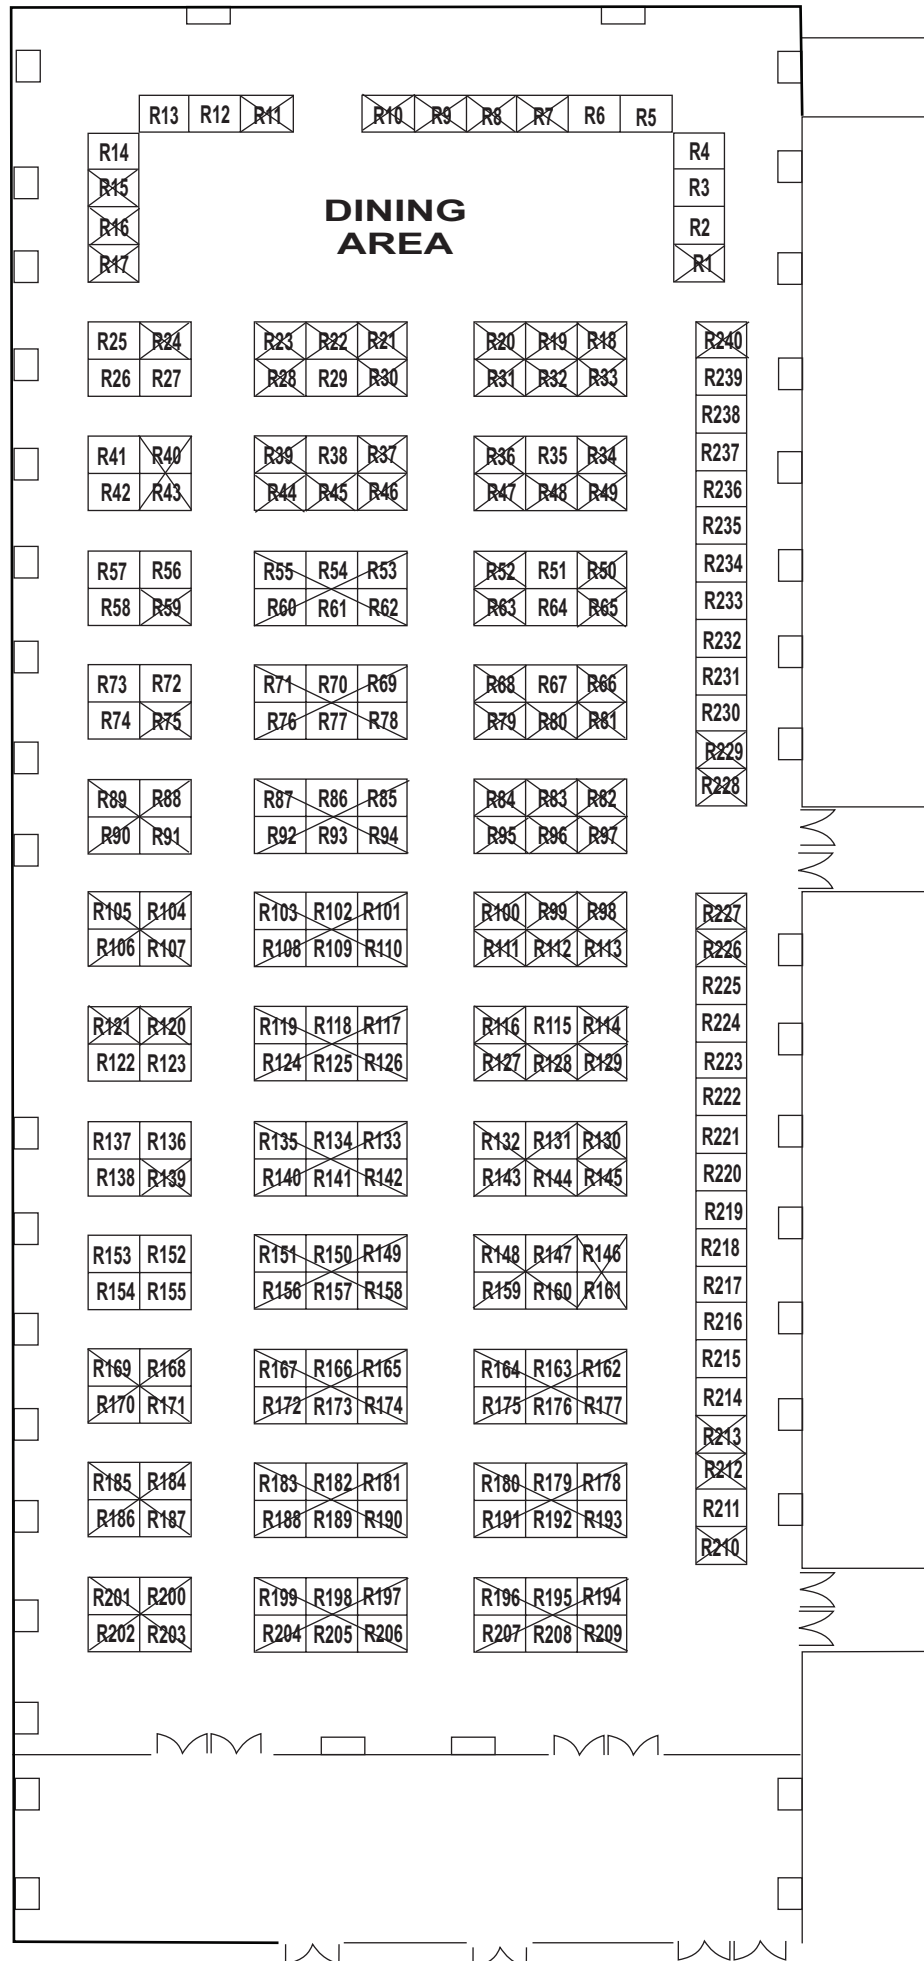 R13 R12 R11 R10 R9 R8 R7 R6 R5
R14 R4
R15 R3
R16 R2
R17 R1
DINING
AREA
R25 R24 R23 R22 R21 R20 R19 R18 R240
R26 R27 R28 R29 R30 R31 R32 R33 R239
R238
R41 R40 R39 R38 R37 R36 R35 R34 R237
R42 R43 R44 R45 R46 R47 R48 R49 R236
R235
R57 R56 R55 R54 R53 R52 R51 R50 R234
R58 R59 R60 R61 R62 R63 R64 R65 R233
R232
R73 R72 R71 R70 R69 R68 R67 R66 R231
R74 R75 R76 R77 R78 R79 R80 R81 R230
R229
R89 R88 R87 R86 R85 R84 R83 R82 R228
R90 R91 R92 R93 R94 R95 R96 R97
R105 R104 R103 R102 R101 R100 R99 R98 R227
R106 R107 R108 R109 R110 R111 R112 R113 R226
R225
R121 R120 R119 R118 R117 R116 R115 R114 R224
R122 R123 R124 R125 R126 R127 R128 R129 R223
R222
R137 R136 R135 R134 R133 R132 R131 R130 R221
R138 R139 R140 R141 R142 R143 R144 R145 R220
R219
R153 R152 R151 R150 R149 R148 R147 R146 R218
R154 R155 R156 R157 R158 R159 R160 R161 R217
R216
R169 R168 R167 R166 R165 R164 R163 R162 R215
R170 R171 R172 R173 R174 R175 R176 R177 R214
R213
R185 R184 R183 R182 R181 R180 R179 R178 R212
R186 R187 R188 R189 R190 R191 R192 R193 R211
R210
R201 R200 R199 R198 R197 R196 R195 R194
R202 R203 R204 R205 R206 R207 R208 R209